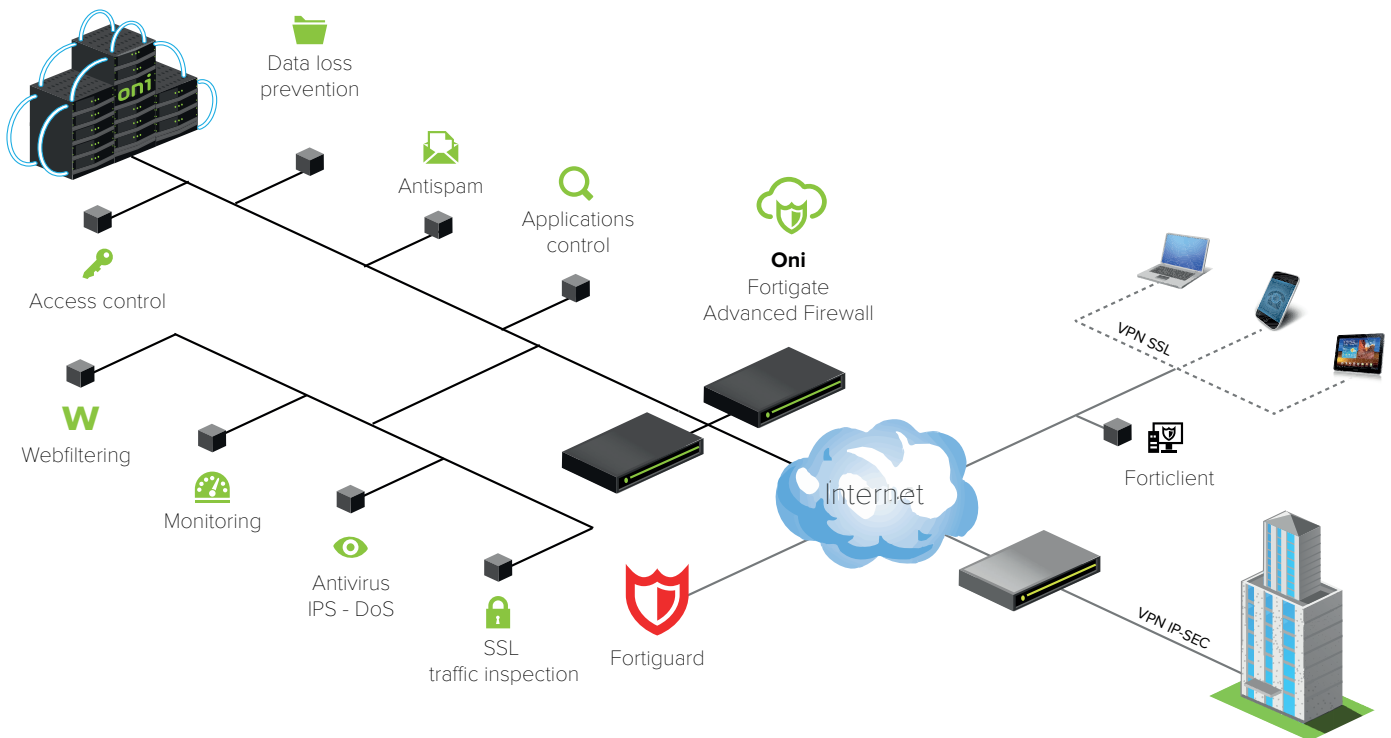 oni
Data loss
prevention
Antispam
Applications
control
Oni
Fortigate
Advanced Firewall
Access control
VPN SSL
Webfiltering
Monitoring
Internet
Forticlient
Antivirus
IPS - DoS
SSL
traffic inspection
Fortiguard
VPN IP-SEC
W